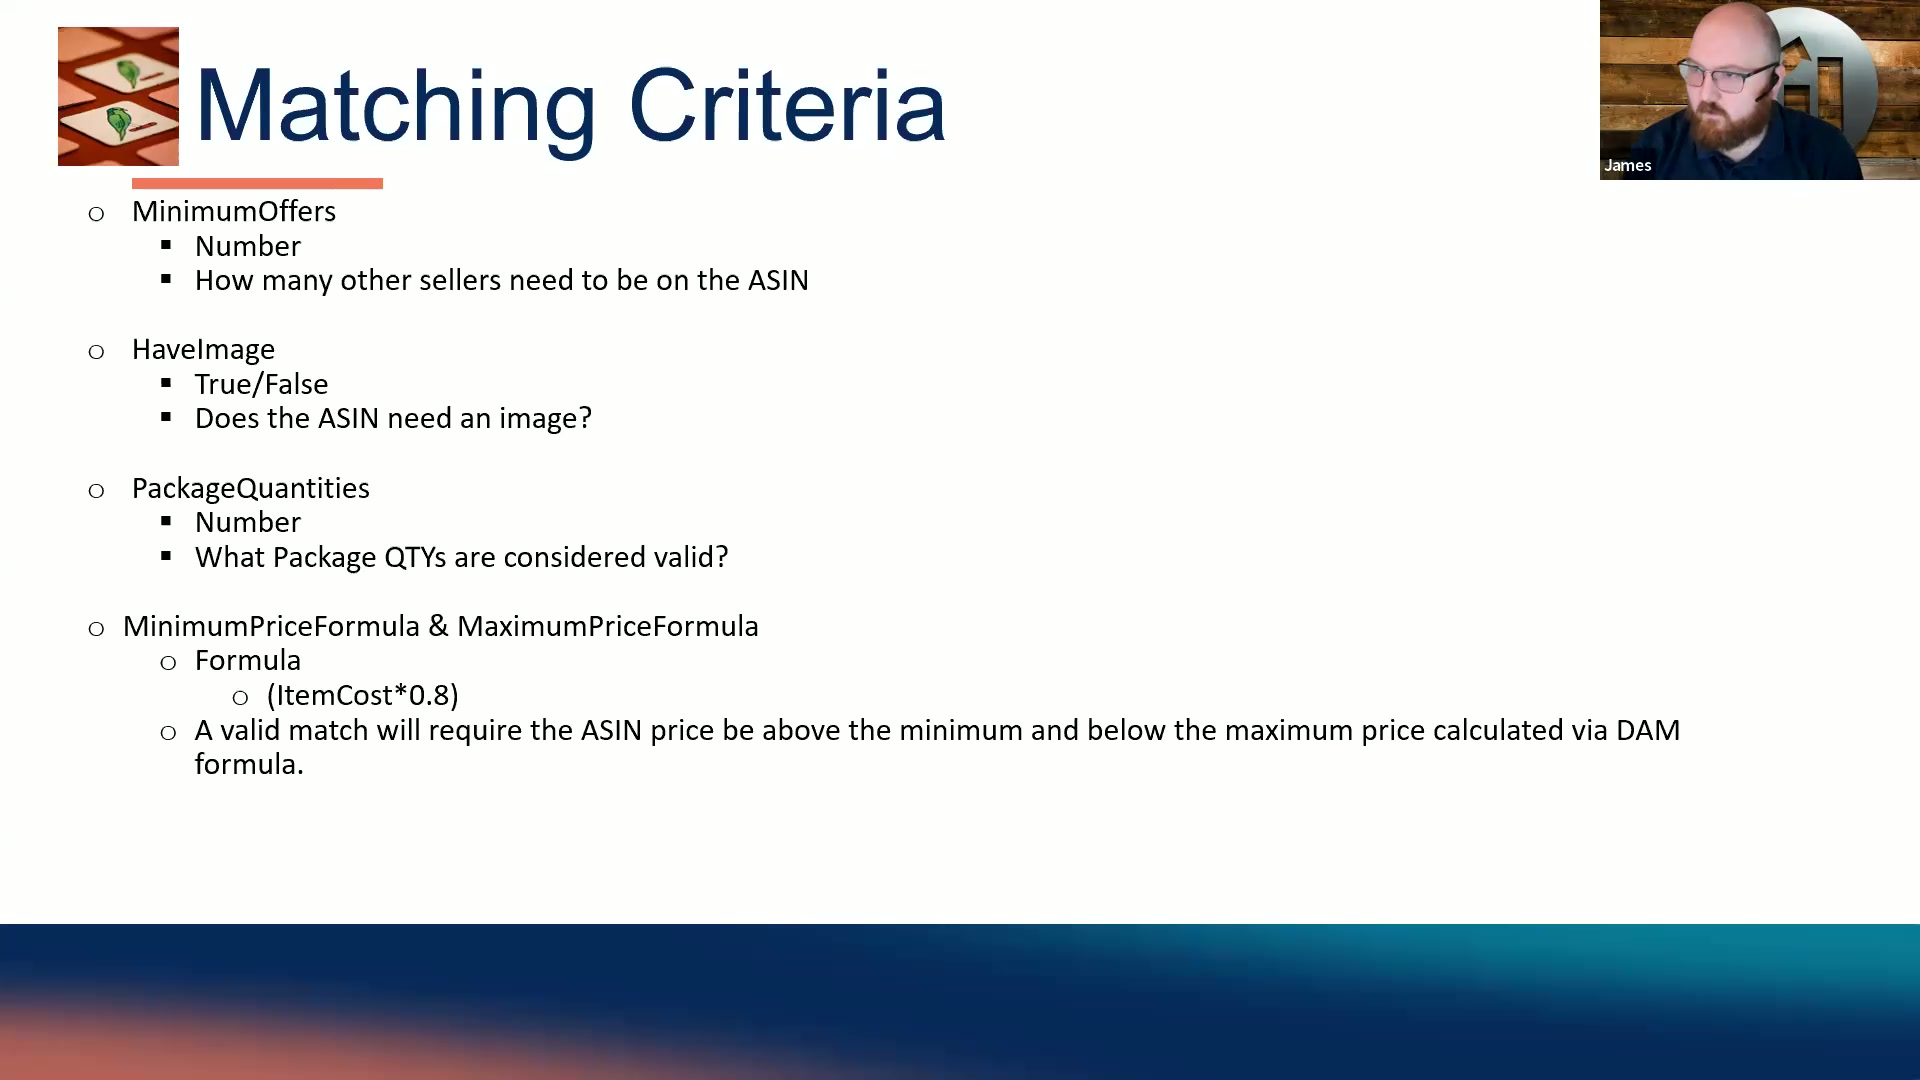 Matching Criteria
James
o MinimumOffers
▪ Number
▪ How many other sellers need to be on the ASIN
o HaveImage
▪ True/False
▪ Does the ASIN need an image?
o PackageQuantities
▪ Number
▪ What Package QTYs are considered valid?
o MinimumPriceFormula & MaximumPriceFormula
o Formula
o (ItemCost*0.8)
o A valid match will require the ASIN price be above the minimum and below the maximum price calculated via DAM
formula.